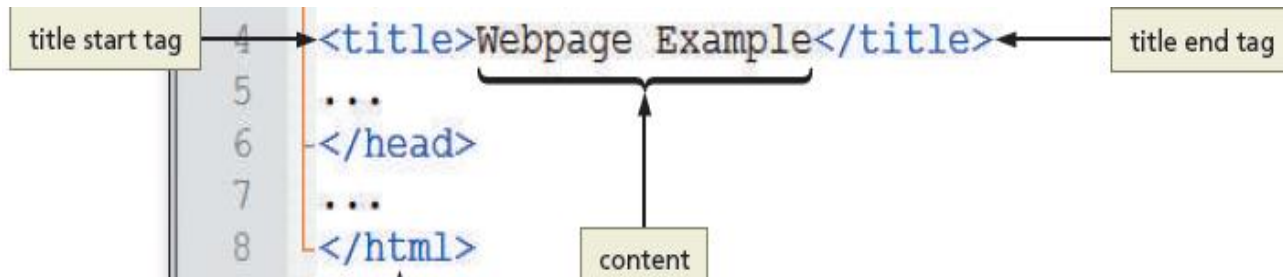 title start tag
4 <title>Webpage Example</title>
title end tag
5 ...
6 </head>
7 ...
8 </html>
content